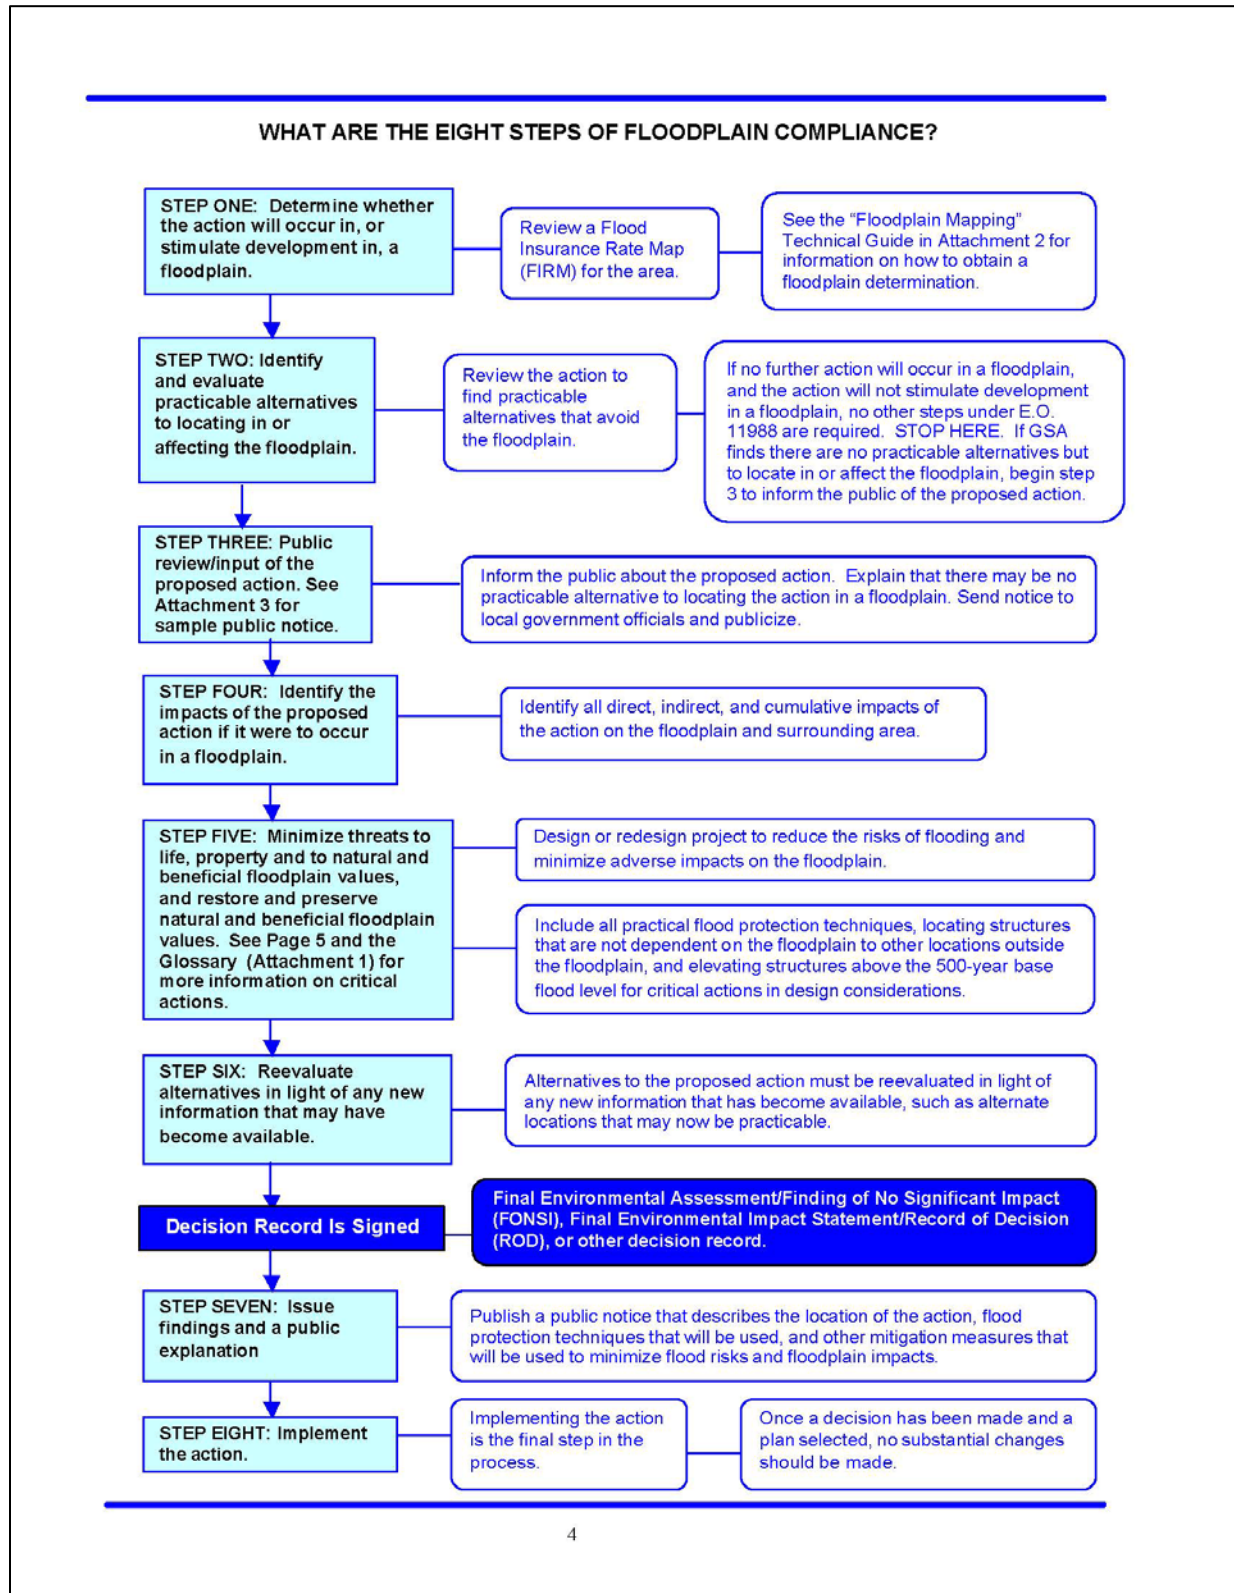 WHAT ARE THE EIGHT STEPS OF FLOODPLAIN COMPLIANCE?
STEP ONE:  Determine whether
the action will occur in, or
stimulate development in, a
floodplain.
Review a Flood
Insurance Rate Map
(FIRM) for the area.
See the “Floodplain Mapping”
Technical Guide in Attachment 2 for
information on how to obtain a
floodplain determination.
STEP TWO: Identify
and evaluate
practicable alternatives
to locating in or
affecting the floodplain.
Review the action to
find practicable
alternatives that avoid
the floodplain.
If no further action will occur in a floodplain,
and the action will not stimulate development
in a floodplain, no other steps under E.O.
11988 are required.  STOP HERE.  If GSA
finds there are no practicable alternatives but
to locate in or affect the floodplain, begin step
3 to inform the public of the proposed action.
STEP THREE: Public
review/input of the
proposed action. See
Attachment 3 for
sample public notice.
Inform the public about the proposed action.  Explain that there may be no
practicable alternative to locating the action in a floodplain. Send notice to
local government officials and publicize.
STEP FOUR:  Identify the
impacts of the proposed
action if it were to occur
in a floodplain.
Identify all direct, indirect, and cumulative impacts of
the action on the floodplain and surrounding area.
STEP FIVE:  Minimize threats to
life, property and to natural and
beneficial floodplain values,
and restore and preserve
natural and beneficial floodplain
values.  See Page 5 and the
Glossary  (Attachment 1) for
more information on critical
actions.
Design or redesign project to reduce the risks of flooding and
minimize adverse impacts on the floodplain.
Include all practical flood protection techniques, locating structures
that are not dependent on the floodplain to other locations outside
the floodplain, and elevating structures above the 500-year base
flood level for critical actions in design considerations.
STEP SIX:  Reevaluate
alternatives in light of any new
information that may have
become available.
Alternatives to the proposed action must be reevaluated in light of
any new information that has become available, such as alternate
locations that may now be practicable.
Decision Record Is Signed
Final Environmental Assessment/Finding of No Significant Impact
(FONSI), Final Environmental Impact Statement/Record of Decision
(ROD), or other decision record.
STEP SEVEN:  Issue
findings and a public
explanation
Publish a public notice that describes the location of the action, flood
protection techniques that will be used, and other mitigation measures that
will be used to minimize flood risks and floodplain impacts.
STEP EIGHT: Implement
the action.
Implementing the action
is the final step in the
process.
Once a decision has been made and a
plan selected, no substantial changes
should be made.
4